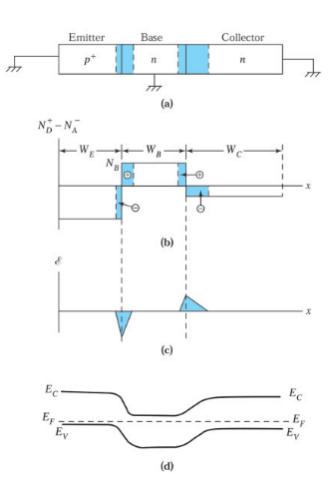 Emitter Base Collector
p+ n n
(a)
N_D^+ − N_A^-
W_E W_B W_C
N_B
+ +
x
− −
(b)
ℰ
x
(c)
E_C E_C
E_F E_F
E_V E_V
(d)